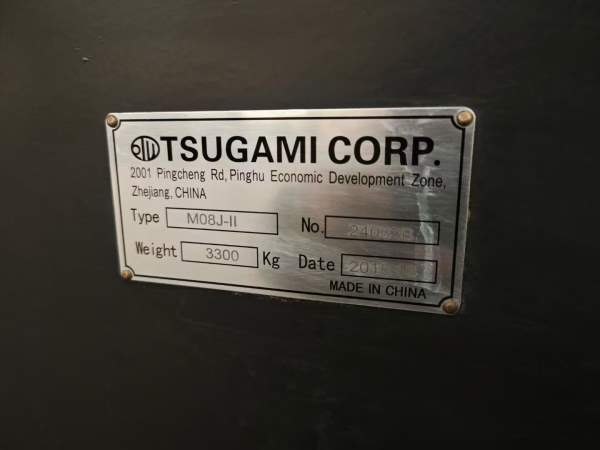 TSUGAMI CORP.
2001 Pingcheng Rd, Pinghu Economic Development Zone,
Zhejiang, CHINA
Type M08J-II No.
Weight 3300 Kg Date
MADE IN CHINA